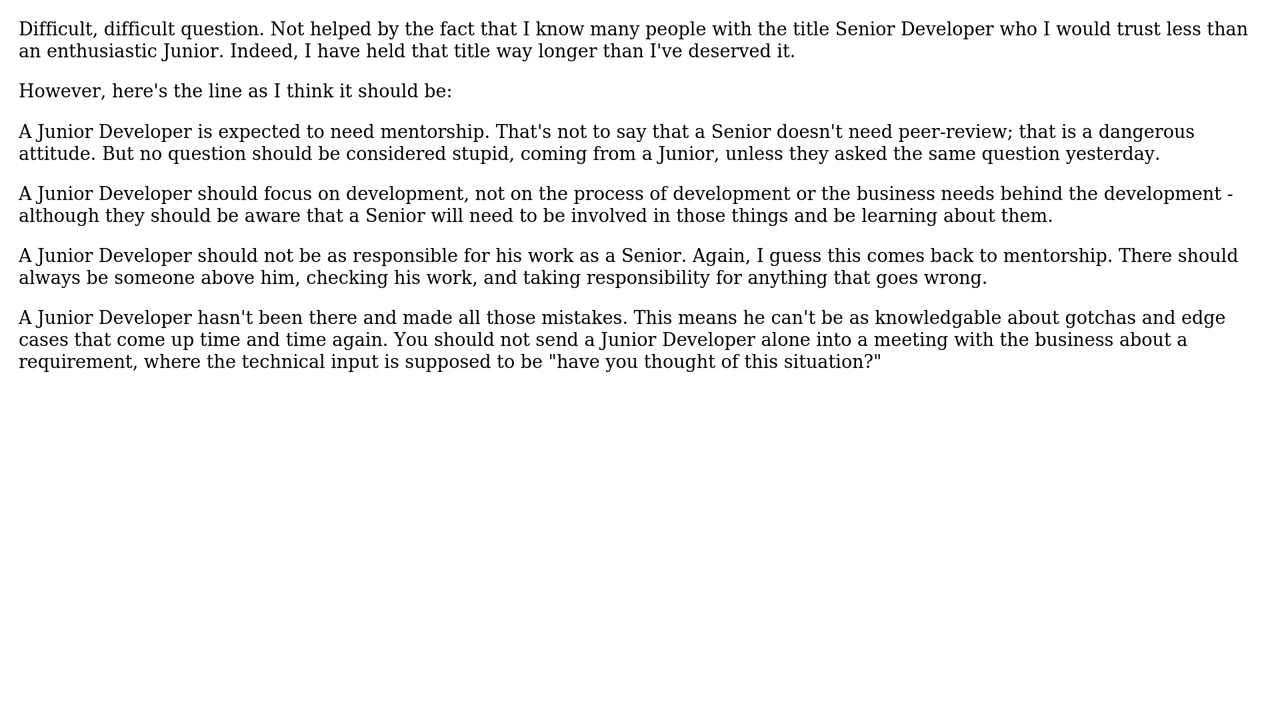 Difficult, difficult question. Not helped by the fact that I know many people with the title Senior Developer who I would trust less than
an enthusiastic Junior. Indeed, I have held that title way longer than I've deserved it.
However, here's the line as I think it should be:
A Junior Developer is expected to need mentorship. That's not to say that a Senior doesn't need peer-review; that is a dangerous
attitude. But no question should be considered stupid, coming from a Junior, unless they asked the same question yesterday.
A Junior Developer should focus on development, not on the process of development or the business needs behind the development -
although they should be aware that a Senior will need to be involved in those things and be learning about them.
A Junior Developer should not be as responsible for his work as a Senior. Again, I guess this comes back to mentorship. There should
always be someone above him, checking his work, and taking responsibility for anything that goes wrong.
A Junior Developer hasn't been there and made all those mistakes. This means he can't be as knowledgable about gotchas and edge
cases that come up time and time again. You should not send a Junior Developer alone into a meeting with the business about a
requirement, where the technical input is supposed to be "have you thought of this situation?"